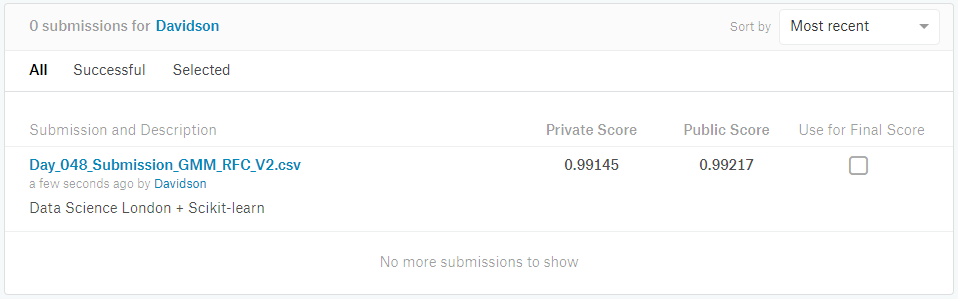 0 submissions for Davidson
Sort by Most recent
All Successful Selected
Submission and Description Private Score Public Score Use for Final Score
Day_048_Submission_GMM_RFC_V2.csv 0.99145 0.99217
a few seconds ago by Davidson
Data Science London + Scikit-learn
No more submissions to show